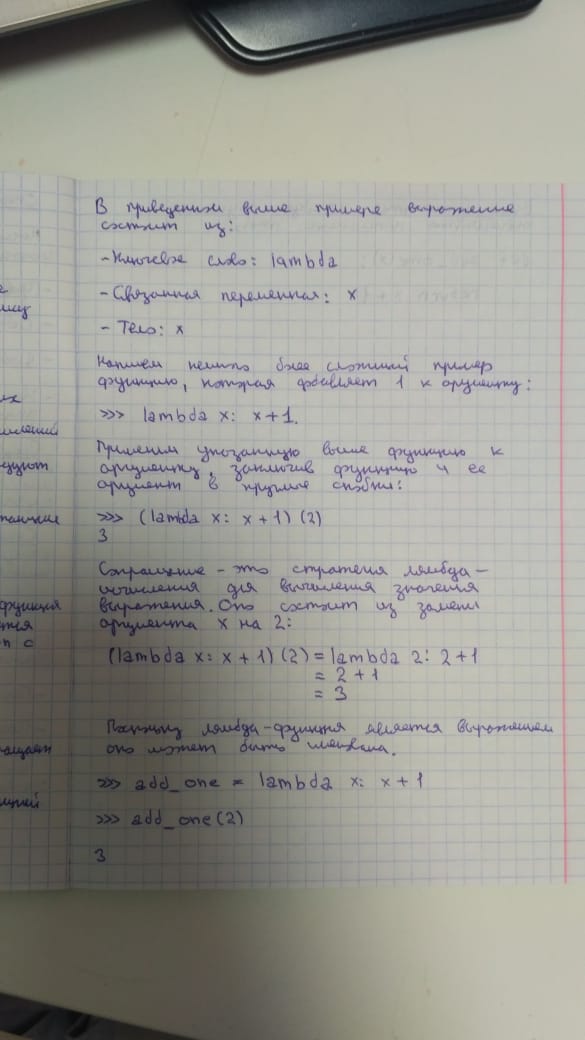 В приведенном выше примере выражение
состоит из:
- Ключевое слово: lambda
- Связанная переменная: x
- Тело: x
Напишем немного более сложный пример
функцию, которая добавляет 1 к аргументу:
>>> lambda x: x+1.
Применим указанную выше функцию к
аргументу, заключив функцию и ее
аргумент в круглые скобки:
>>> (lambda x: x+1) (2)
3
Сокращение - это стратегия лямбда-
исчисления для вычисления значения
выражения. Оно состоит из замены
аргумента x на 2:
(lambda x: x+1) (2) = lambda 2: 2+1
= 2+1
= 3
Поскольку лямбда-функция является выражением
оно может быть
>>> add_one = lambda x: x+1
>>> add_one(2)
3